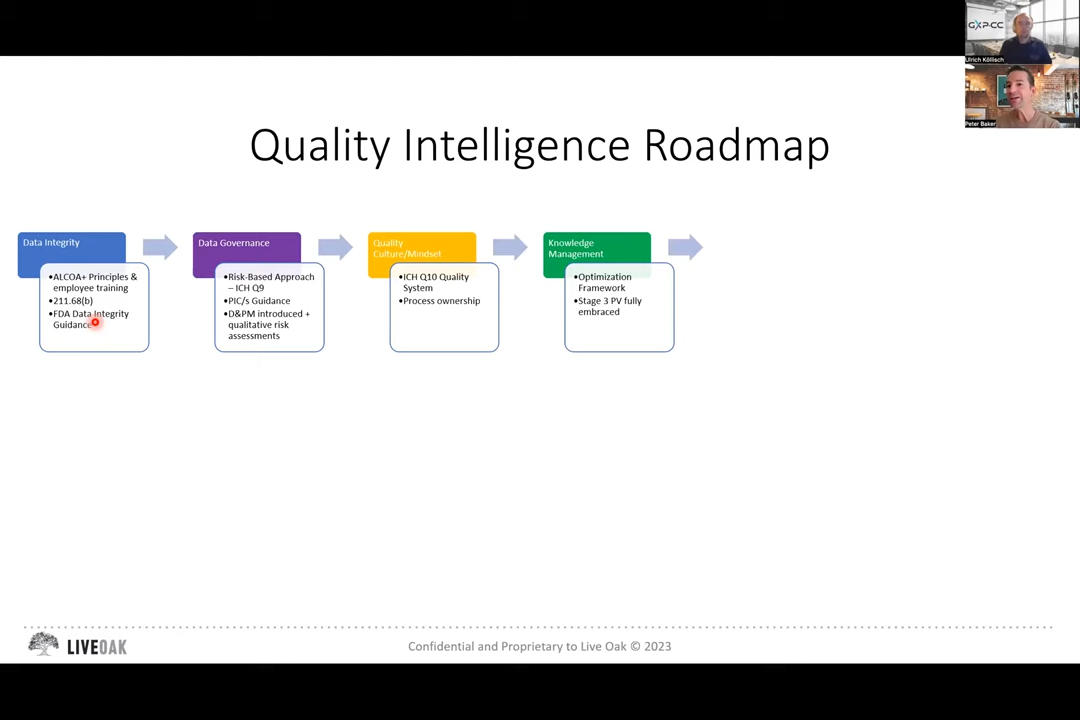 GXP-CC
Ulrich Köllisch
Peter Baker
Quality Intelligence Roadmap
Data Integrity
•ALCOA+ Principles &
employee training
•211.68(b)
•FDA Data Integrity
Guidance
Data Governance
•Risk-Based Approach
– ICH Q9
•PIC/s Guidance
•D&PM introduced +
qualitative risk
assessments
Quality
Culture/Mindset
•ICH Q10 Quality
System
•Process ownership
Knowledge
Management
•Optimization
Framework
•Stage 3 PV fully
embraced
LIVEOAK
Confidential and Proprietary to Live Oak © 2023